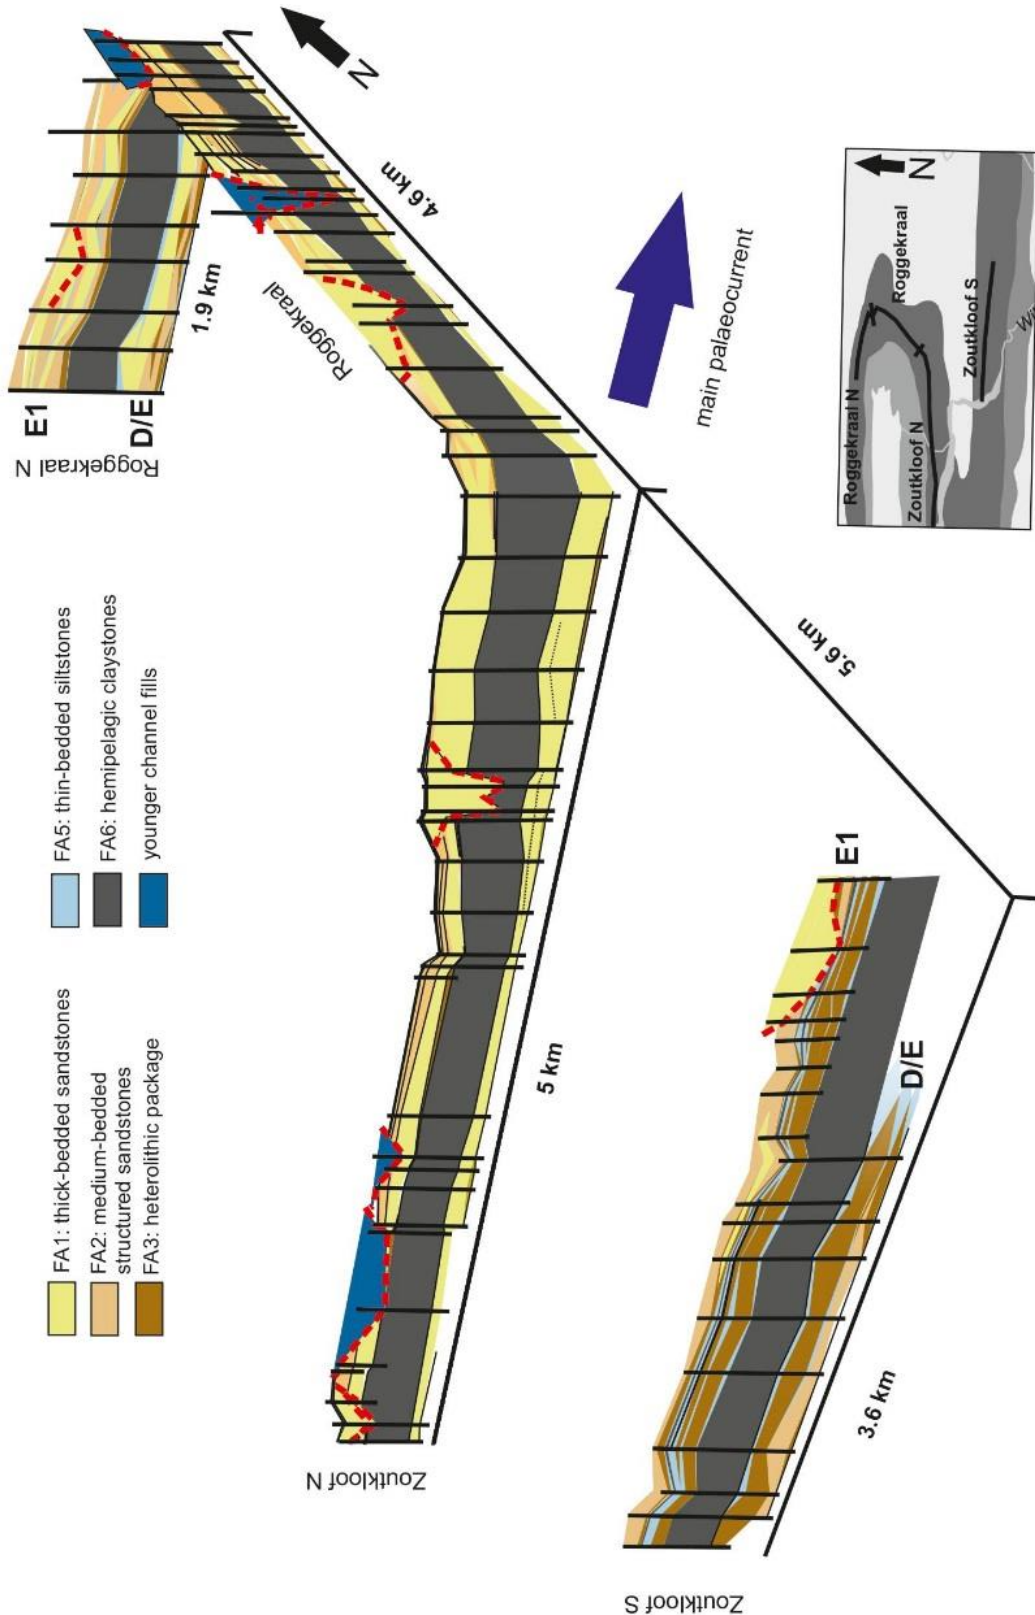 FA1: thick-bedded sandstones
FA2: medium-bedded
structured sandstones
FA3: heterolithic package
FA5: thin-bedded siltstones
FA6: hemipelagic claystones
younger channel fills
E1
D/E
Roggekraal N
1.9 km
Roggekraal
4.6 km
N
main palaeocurrent
Zoutkloof N
5 km
5.6 km
E1
D/E
3.6 km
Zoutkloof S
N
Roggekraal N
Roggekraal
Zoutkloof N
Zoutkloof S